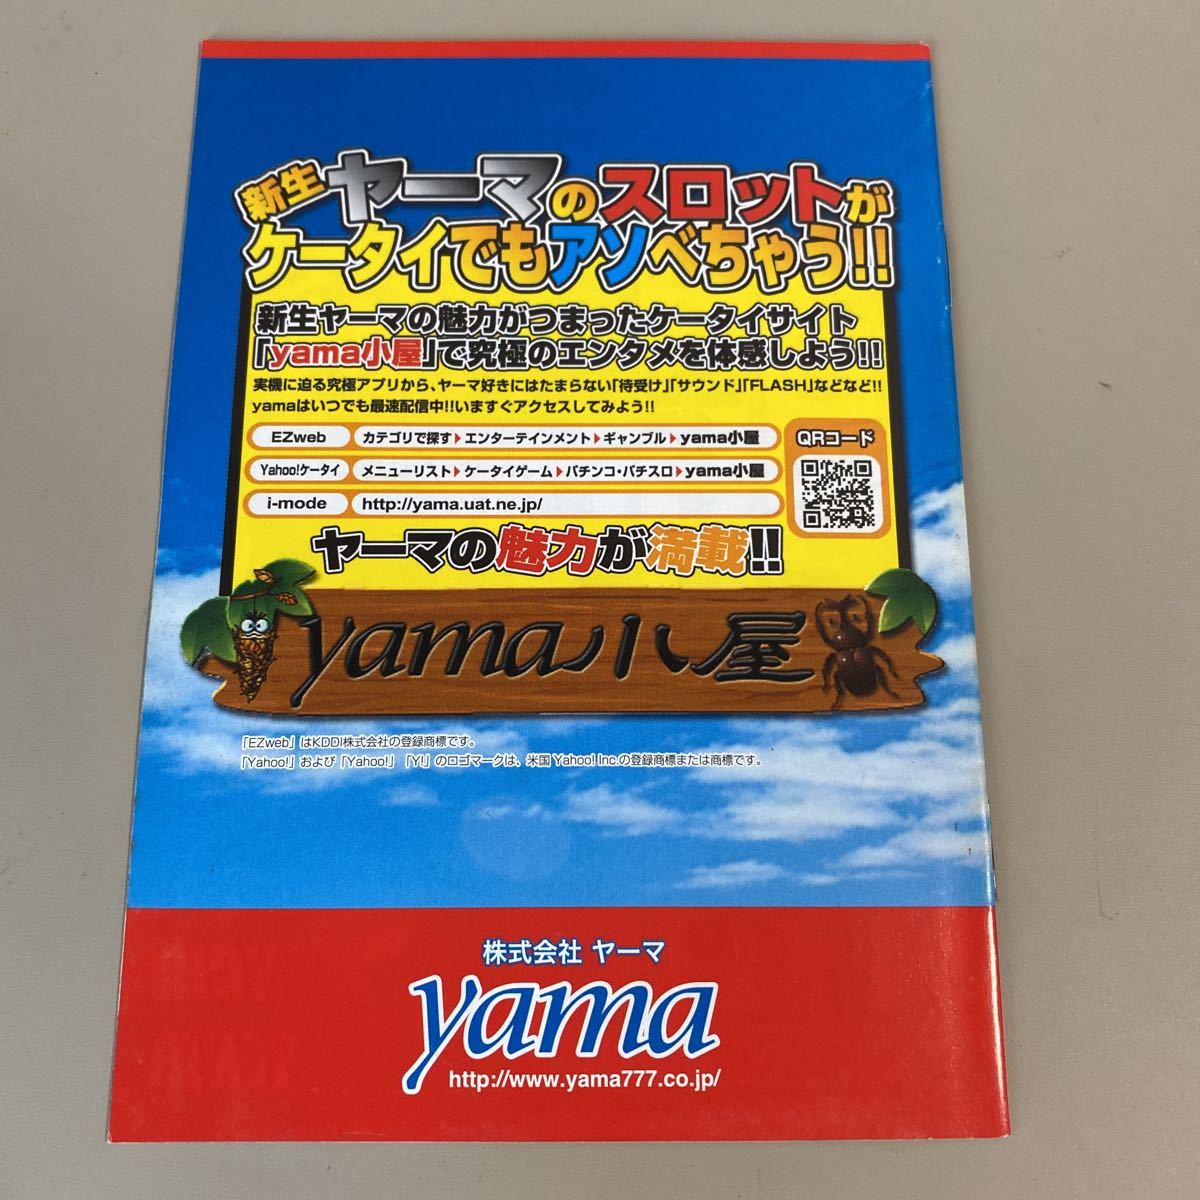 新生ヤーマのスロットが
ケータイでもアソべちゃう!!
新生ヤーマの魅力がつまったケータイサイト
「yama小屋」で究極のエンタメを体感しよう!!
実機に迫る究極アプリから、ヤーマ好きにはたまらない「待受け」「サウンド」「FLASH」などなど!!
yamaはいつでも最速配信中!!いますぐアクセスしてみよう!!
EZweb カテゴリで探す▶エンターテインメント▶ギャンブル▶yama小屋
Yahoo!ケータイ メニューリスト▶ケータイゲーム▶パチンコ・パチスロ▶yama小屋
i-mode http://yama.uat.ne.jp/
QRコード
ヤーマの魅力が満載!!
yama小屋
「EZweb」はKDDI株式会社の登録商標です。
「Yahoo!」および「Yahoo!」「Y!」のロゴマークは、米国 Yahoo! Inc.の登録商標または商標です。
株式会社 ヤーマ
yama
http://www.yama777.co.jp/